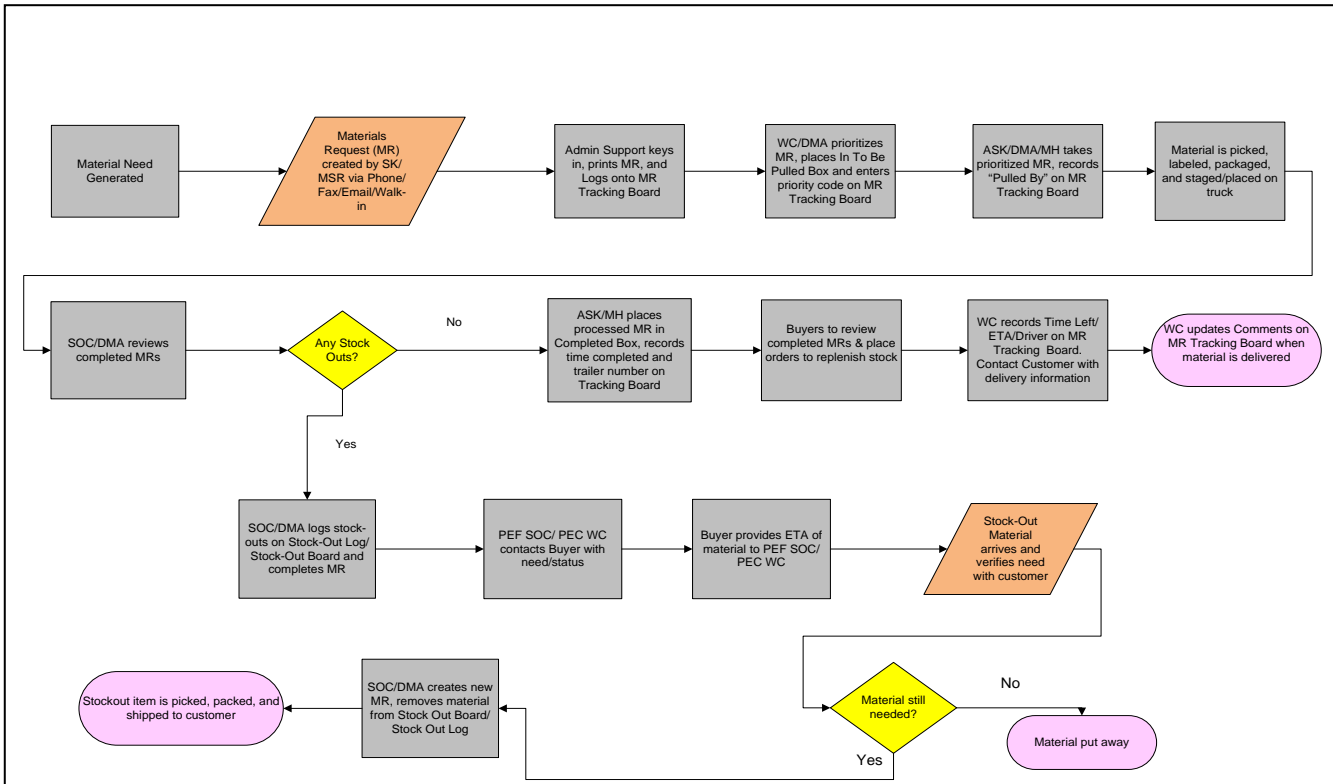 Material Need
Generated
Materials
Request (MR)
created by SK/
MSR via Phone/
Fax/Email/Walk-
in
Admin Support keys
in, prints MR, and
Logs onto MR
Tracking Board
WC/DMA prioritizes
MR, places In To Be
Pulled Box and enters
priority code on MR
Tracking Board
ASK/DMA/MH takes
prioritized MR, records
“Pulled By” on MR
Tracking Board
Material is picked,
labeled, packaged,
and staged/placed on
truck
SOC/DMA reviews
completed MRs
Any Stock
Outs?
No
Yes
ASK/MH places
processed MR in
Completed Box, records
time completed and
trailer number on
Tracking Board
Buyers to review
completed MRs & place
orders to replenish stock
WC records Time Left/
ETA/Driver on MR
Tracking Board.
Contact Customer with
delivery information
WC updates Comments on
MR Tracking Board when
material is delivered
SOC/DMA logs stock-
outs on Stock-Out Log/
Stock-Out Board and
completes MR
PEF SOC/ PEC WC
contacts Buyer with
need/status
Buyer provides ETA of
material to PEF SOC/
PEC WC
Stock-Out
Material
arrives and
verifies need
with customer
Material still
needed?
No
Yes
Material put away
SOC/DMA creates new
MR, removes material
from Stock Out Board/
Stock Out Log
Stockout item is picked, packed, and
shipped to customer